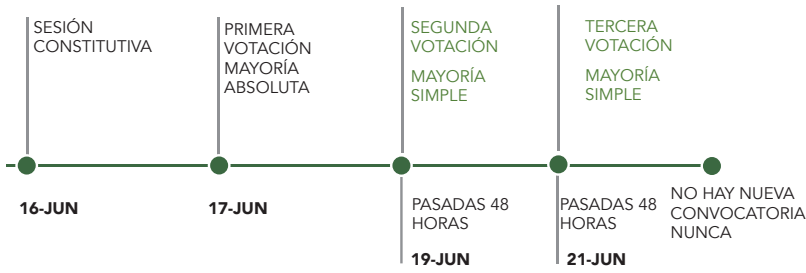 SESIÓN
CONSTITUTIVA
PRIMERA
VOTACIÓN
MAYORÍA
ABSOLUTA
SEGUNDA
VOTACIÓN
MAYORÍA
SIMPLE
TERCERA
VOTACIÓN
MAYORÍA
SIMPLE
16-JUN
17-JUN
PASADAS 48
HORAS
19-JUN
PASADAS 48
HORAS
21-JUN
NO HAY NUEVA
CONVOCATORIA
NUNCA